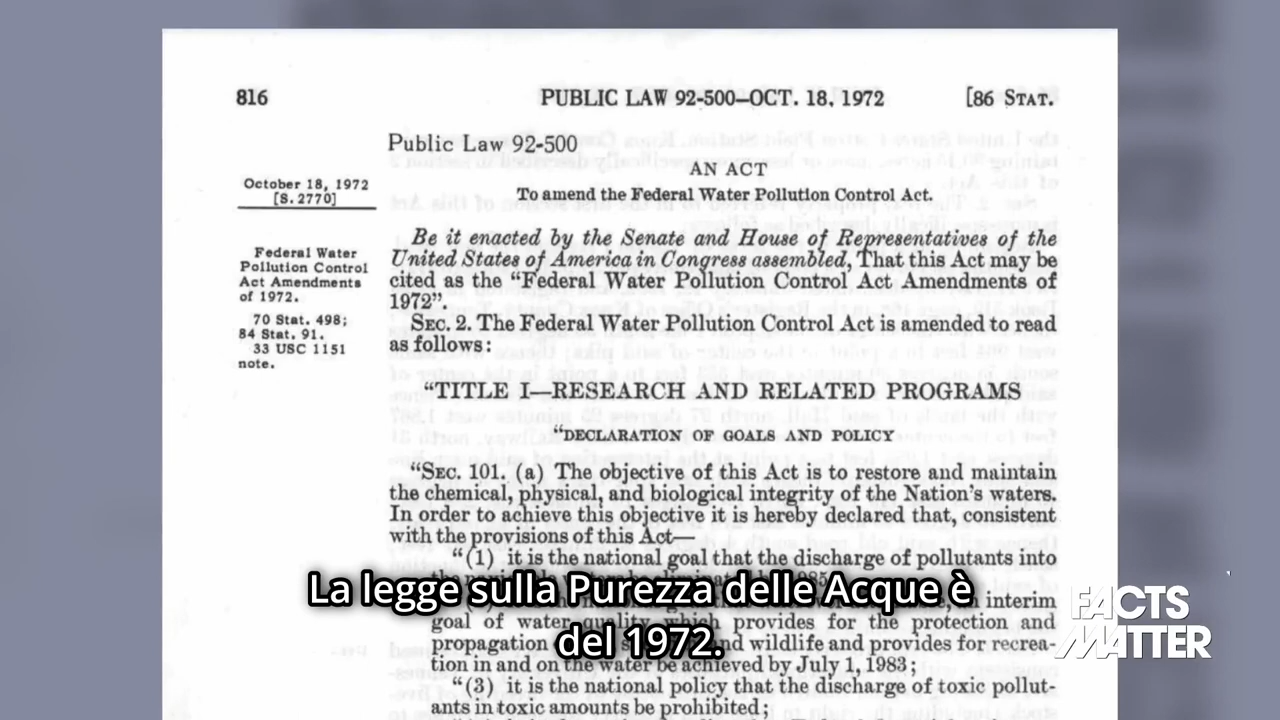 816
PUBLIC LAW 92-500—OCT. 18, 1972
[86 STAT.
Public Law 92-500
AN ACT
October 18, 1972
[S. 2770]
To amend the Federal Water Pollution Control Act.
Federal Water
Pollution Control
Act Amendments
of 1972.
70 Stat. 498;
84 Stat. 91.
33 USC 1151
note.
Be it enacted by the Senate and House of Representatives of the
United States of America in Congress assembled, That this Act may be
cited as the “Federal Water Pollution Control Act Amendments of
1972”.
SEC. 2. The Federal Water Pollution Control Act is amended to read
as follows:
“TITLE I—RESEARCH AND RELATED PROGRAMS
“DECLARATION OF GOALS AND POLICY
“SEC. 101. (a) The objective of this Act is to restore and maintain
the chemical, physical, and biological integrity of the Nation’s waters.
In order to achieve this objective it is hereby declared that, consistent
with the provisions of this Act—
“(1) it is the national goal that the discharge of pollutants into
interim
goal of water quality which provides for the protection and
propagation and wildlife and provides for recrea-
tion in and on the water be achieved by July 1, 1983;
“(3) it is the national policy that the discharge of toxic pollut-
ants in toxic amounts be prohibited;
La legge sulla Purezza delle Acque è
del 1972.
FACTS
MATTER